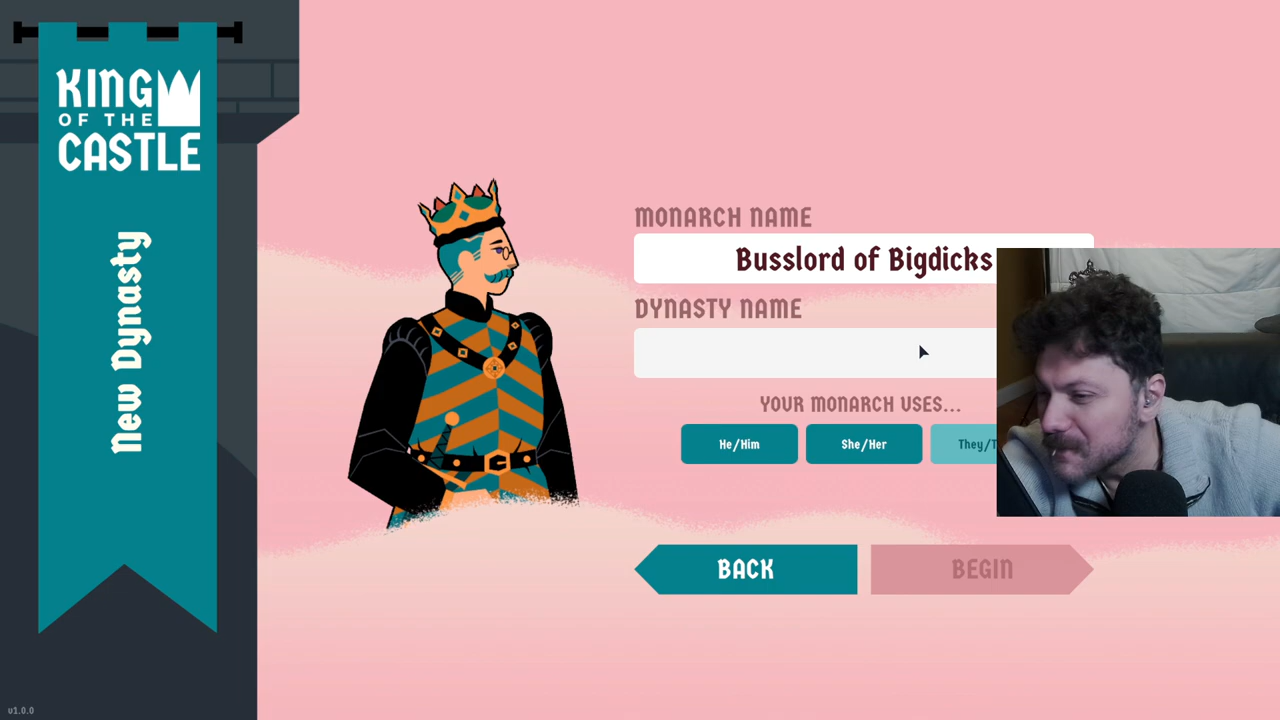 KING
OF THE
CASTLE
New Dynasty
MONARCH NAME
Busslord of Bigdicks
DYNASTY NAME
YOUR MONARCH USES...
He/Him
She/Her
They/T
BACK
BEGIN
v1.0.0